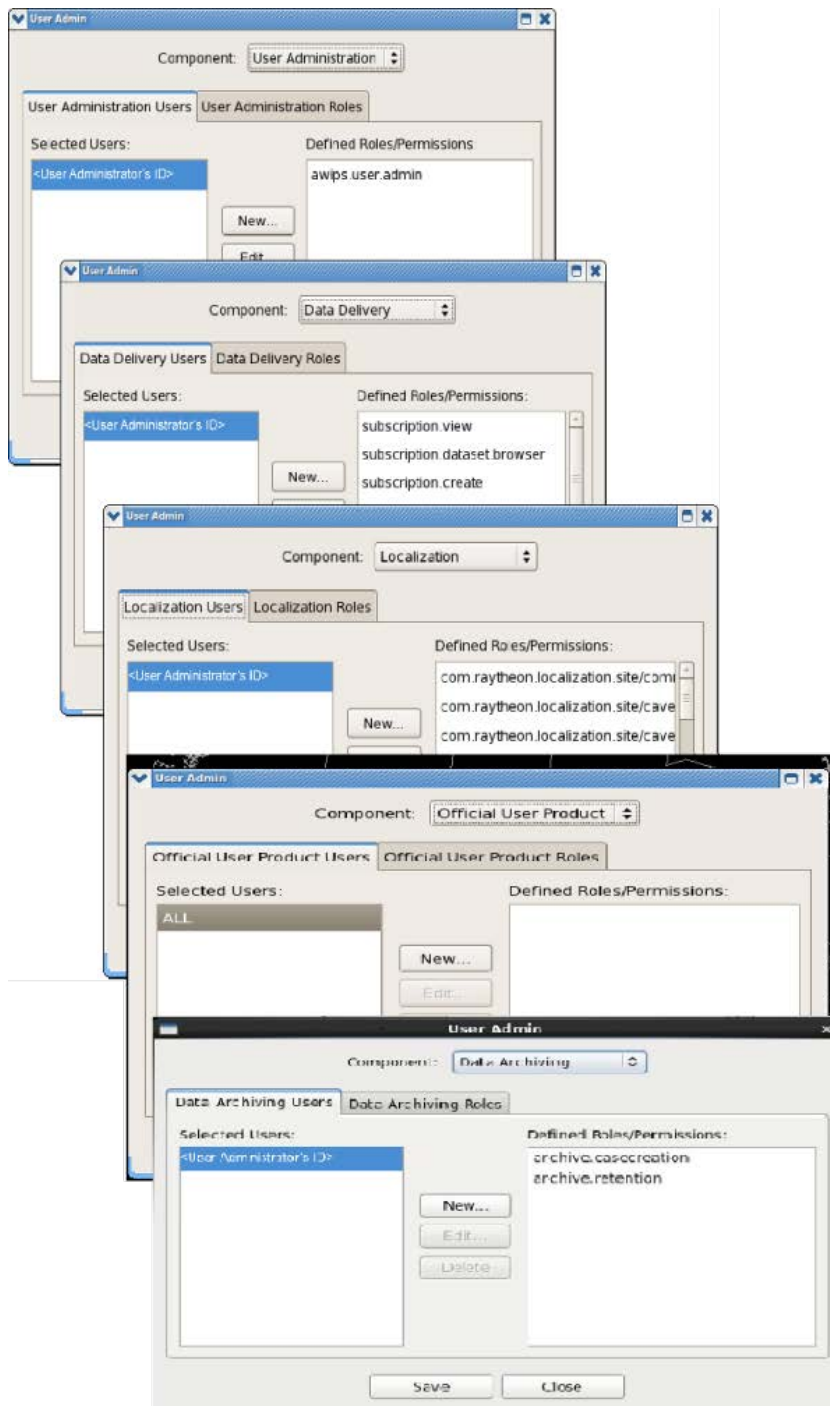 User Admin
Component: User Administration
User Administration Users User Administration Roles
Selected Users: Defined Roles/Permissions
<User Administrator's ID> awips.user.admin
New...
Edit
User Admin
Component: Data Delivery
Data Delivery Users Data Delivery Roles
Selected Users: Defined Roles/Permissions:
<User Administrator's ID> subscription.view
subscription.dataset.browser
New... subscription.create
User Admin
Component: Localization
Localization Users Localization Roles
Selected Users: Defined Roles/Permissions:
<User Administrator's ID> com.raytheon.localization.site/com
com.raytheon.localization.site/cave
New... com.raytheon.localization.site/cave
User Admin
Component: Official User Product
Official User Product Users Official User Product Roles
Selected Users: Defined Roles/Permissions:
ALL
New...
Edit...
User Admin
Component: Data Archiving
Data Archiving Users Data Archiving Roles
Selected Users: Defined Roles/Permissions:
<User Administrator's ID> archive.casecreation
archive.retention
New...
Edit...
Delete
Save Close